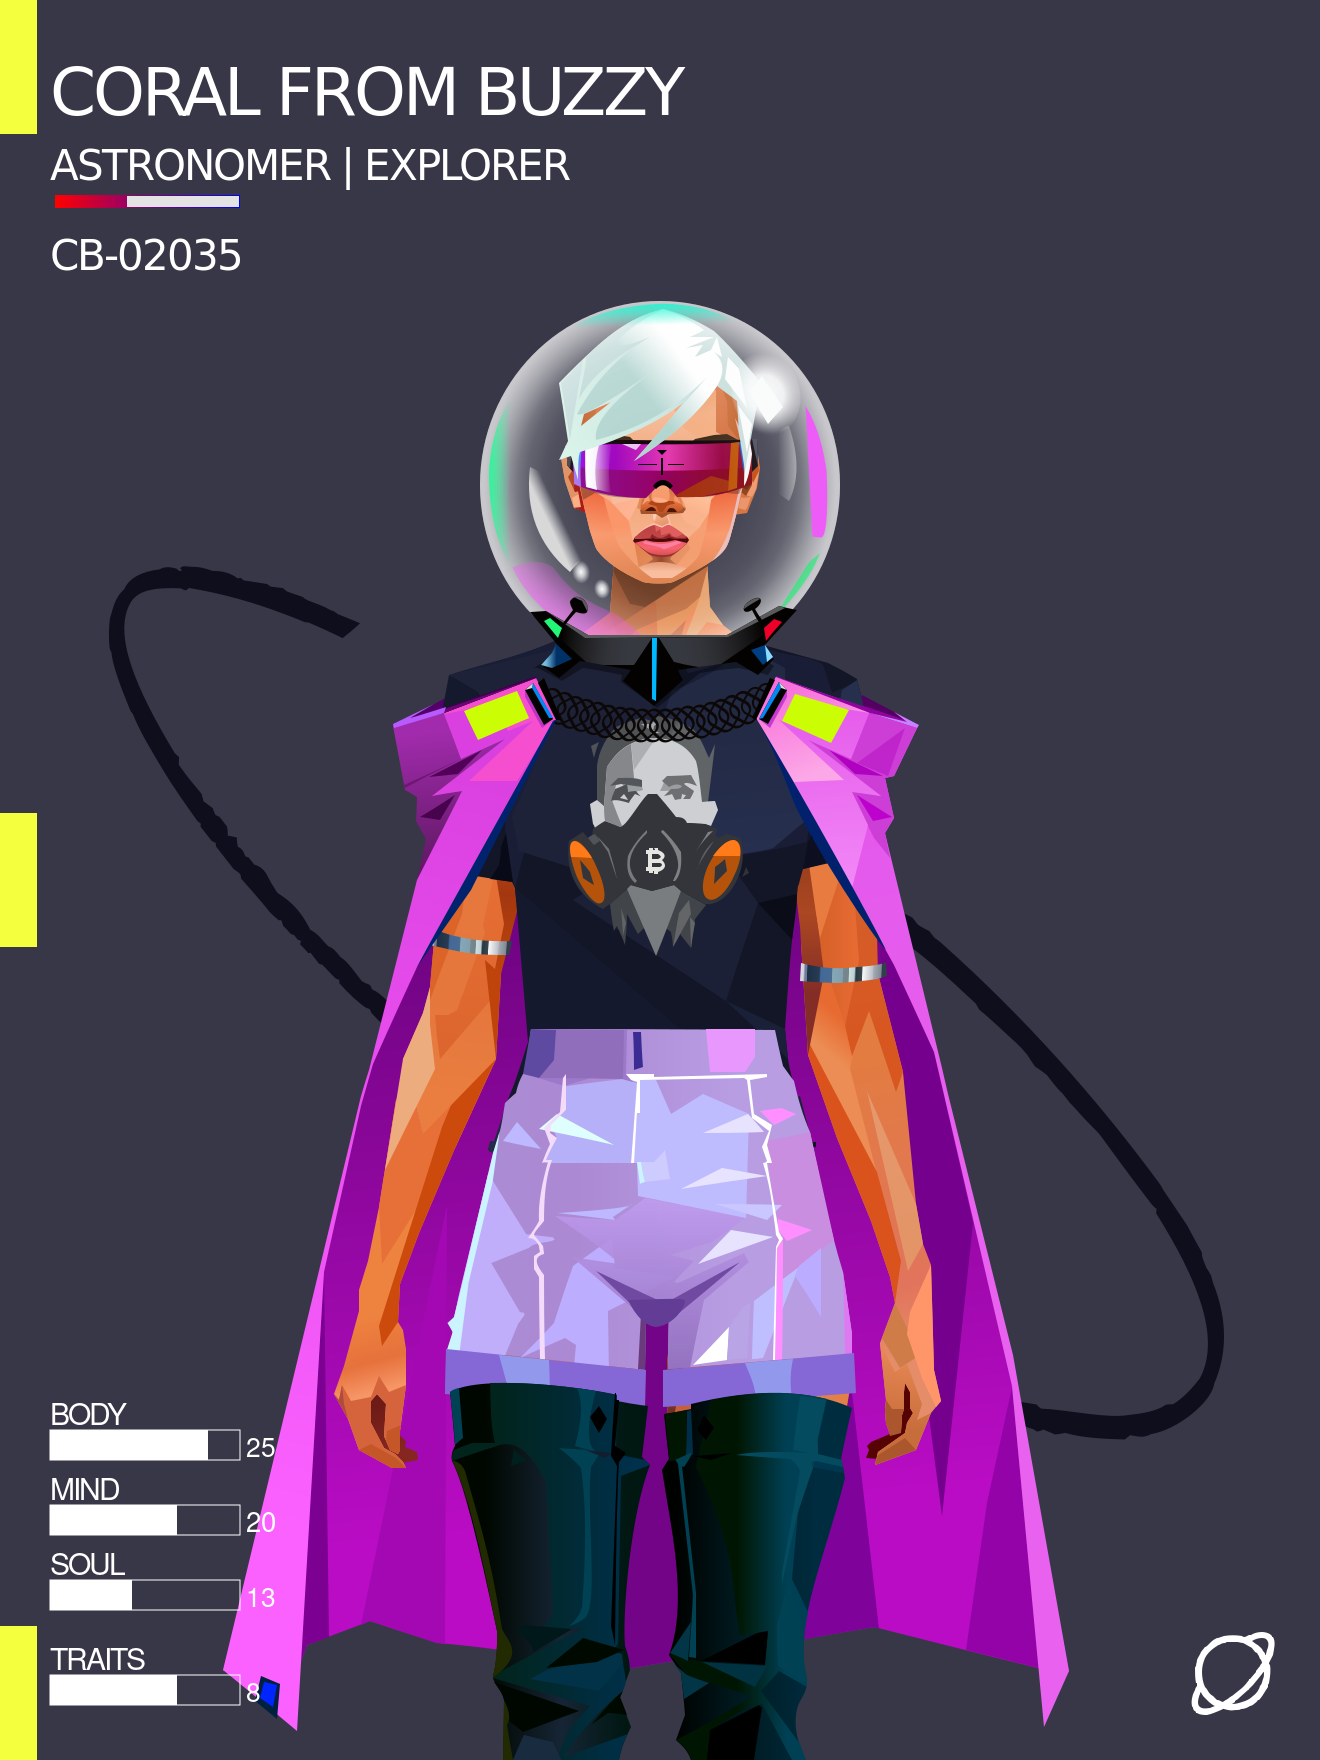 CORAL FROM BUZZY
ASTRONOMER | EXPLORER
CB-02035
₿
BODY
25
MIND
20
SOUL
13
TRAITS
8